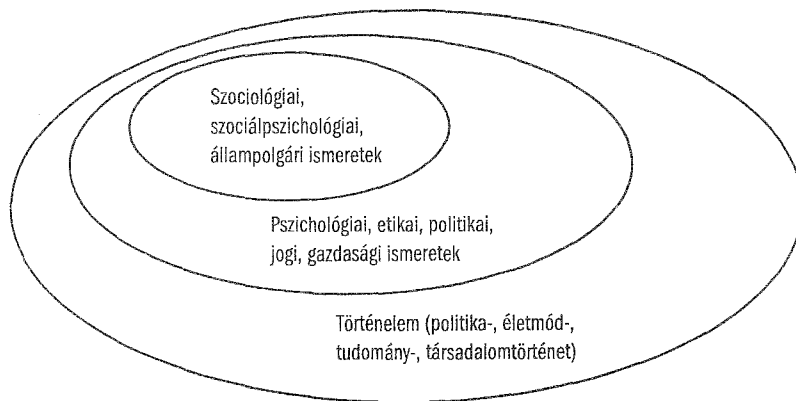 Szociológiai,
szociálpszichológiai,
állampolgári ismeretek
Pszichológiai, etikai, politikai,
jogi, gazdasági ismeretek
Történelem (politika-, életmód-,
tudomány-, társadalomtörténet)